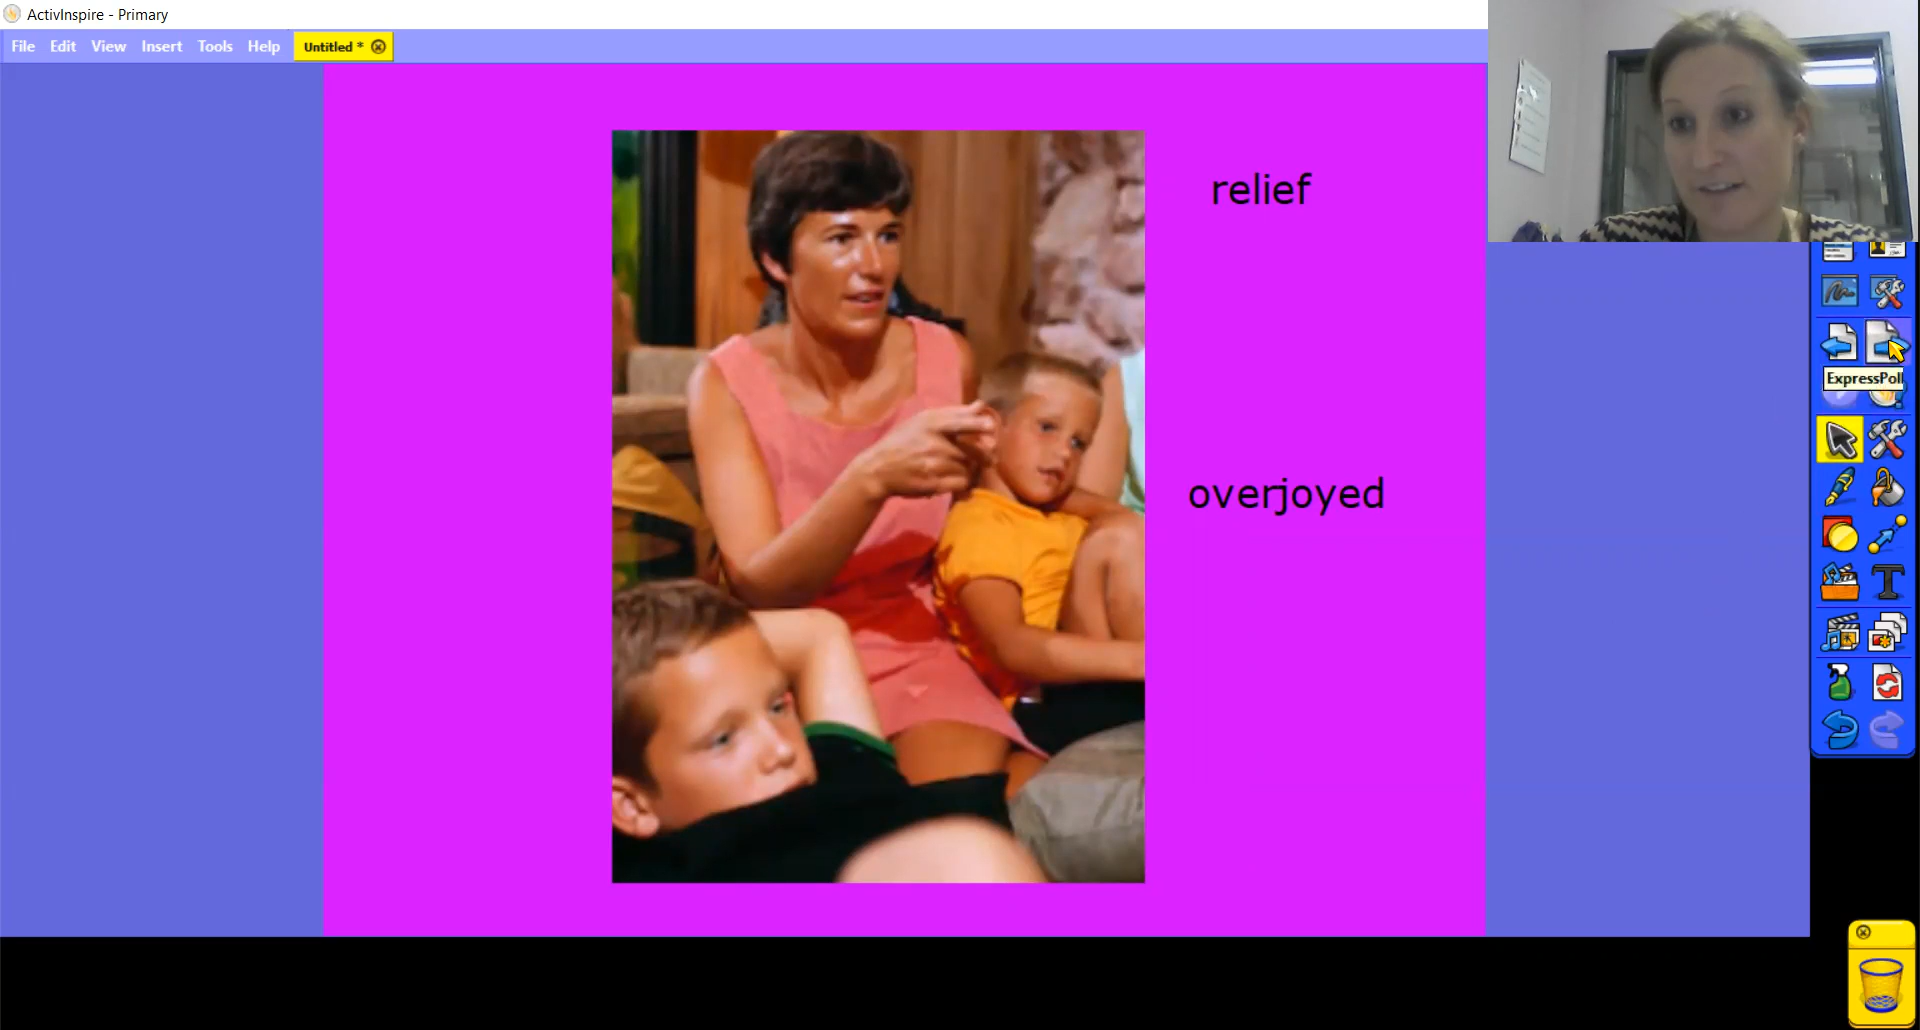 ActivInspire - Primary
File Edit View Insert Tools Help Untitled *
relief
ExpressPoll
overjoyed